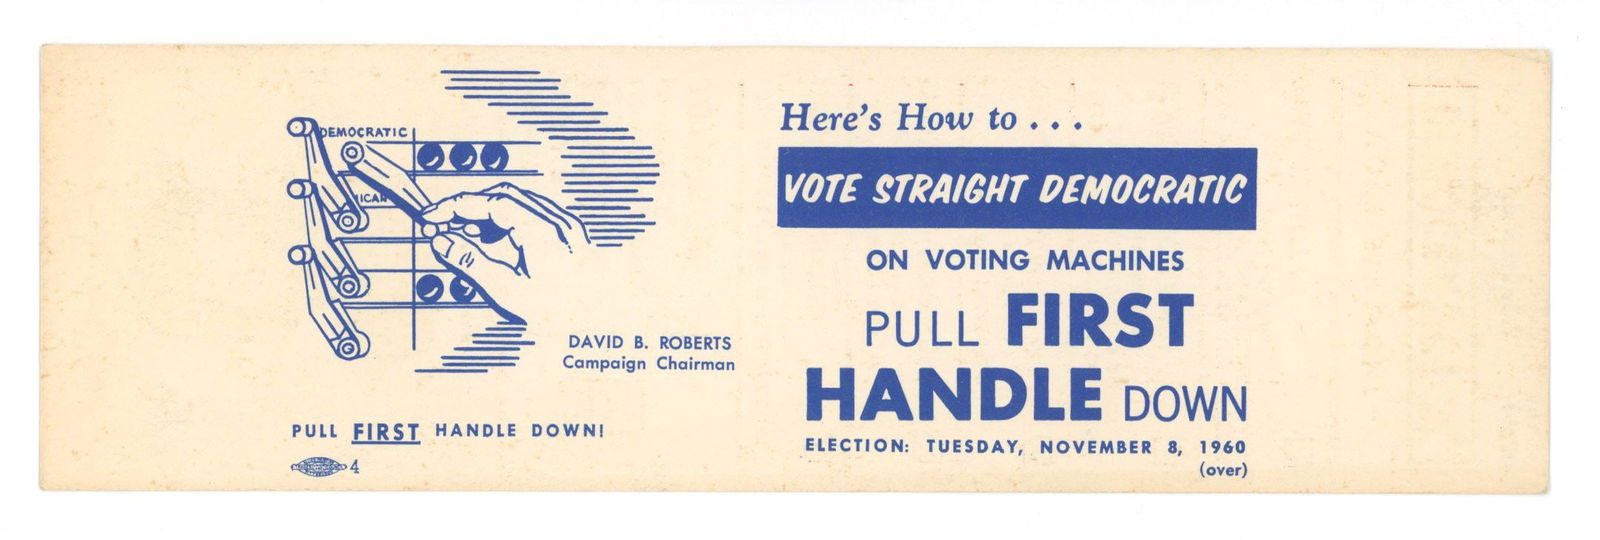 DEMOCRATIC
ICAN
DAVID B. ROBERTS
Campaign Chairman
PULL FIRST HANDLE DOWN!
4
Here's How to . . .
VOTE STRAIGHT DEMOCRATIC
ON VOTING MACHINES
PULL FIRST
HANDLE DOWN
ELECTION: TUESDAY, NOVEMBER 8, 1960
(over)